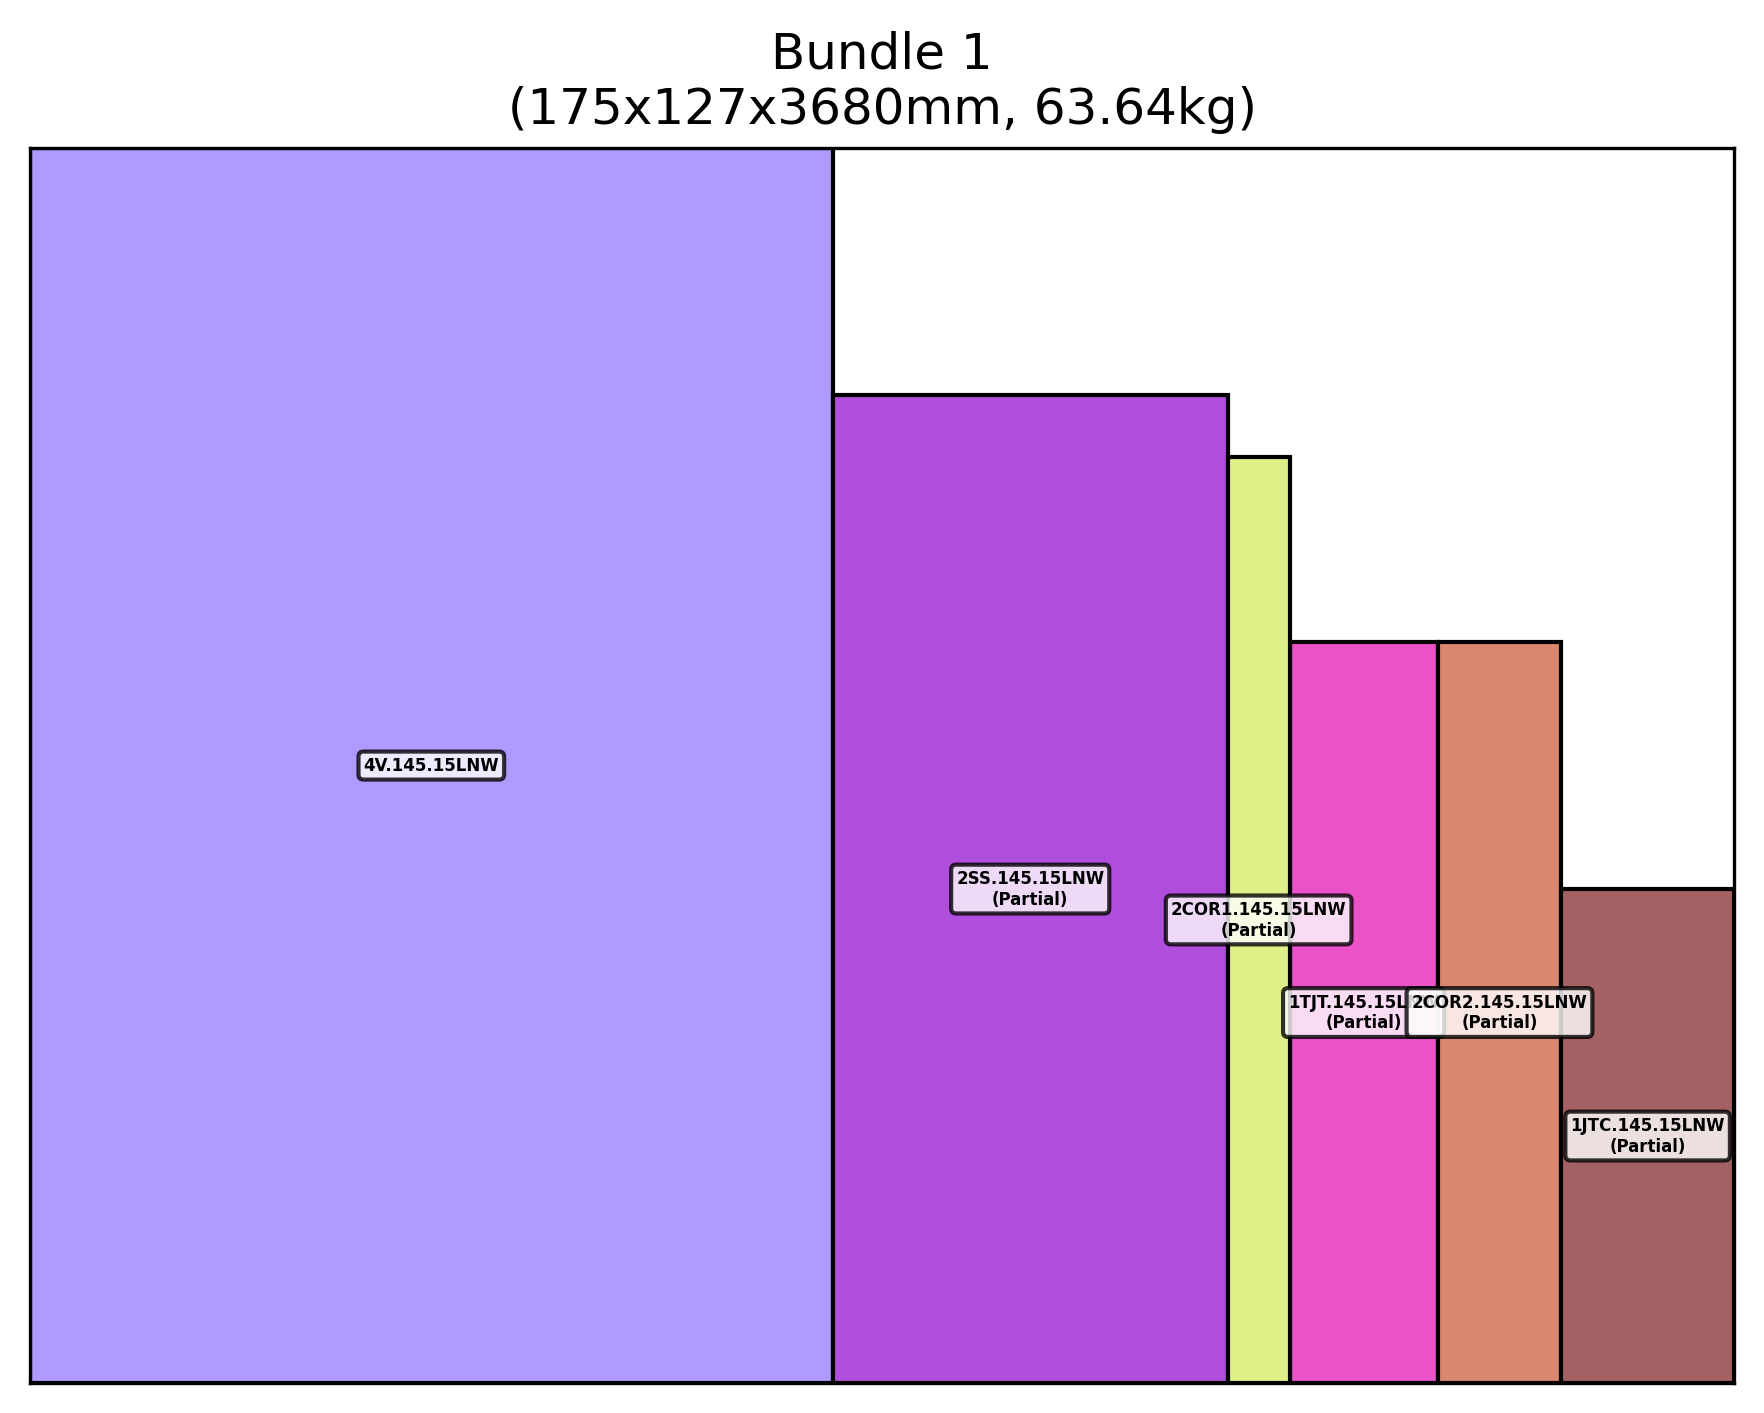 Bundle 1
(175x127x3680mm, 63.64kg)
4V.145.15LNW
2SS.145.15LNW
(Partial)
2COR1.145.15LNW
(Partial)
(Partial)
2COR2.145.15LNW
(Partial)
1JTC.145.15LNW
(Partial)